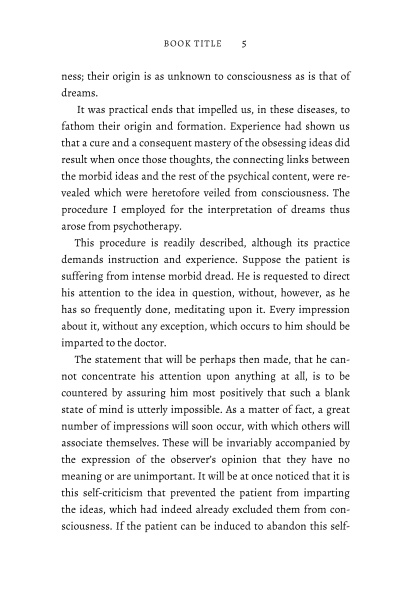 BOOK TITLE 5
ness; their origin is as unknown to consciousness as is that of
dreams.
It was practical ends that impelled us, in these diseases, to
fathom their origin and formation. Experience had shown us
that a cure and a consequent mastery of the obsessing ideas did
result when once those thoughts, the connecting links between
the morbid ideas and the rest of the psychical content, were re-
vealed which were heretofore veiled from consciousness. The
procedure I employed for the interpretation of dreams thus
arose from psychotherapy.
This procedure is readily described, although its practice
demands instruction and experience. Suppose the patient is
suffering from intense morbid dread. He is requested to direct
his attention to the idea in question, without, however, as he
has so frequently done, meditating upon it. Every impression
about it, without any exception, which occurs to him should be
imparted to the doctor.
The statement that will be perhaps then made, that he can-
not concentrate his attention upon anything at all, is to be
countered by assuring him most positively that such a blank
state of mind is utterly impossible. As a matter of fact, a great
number of impressions will soon occur, with which others will
associate themselves. These will be invariably accompanied by
the expression of the observer's opinion that they have no
meaning or are unimportant. It will be at once noticed that it is
this self-criticism that prevented the patient from imparting
the ideas, which had indeed already excluded them from con-
sciousness. If the patient can be induced to abandon this self-